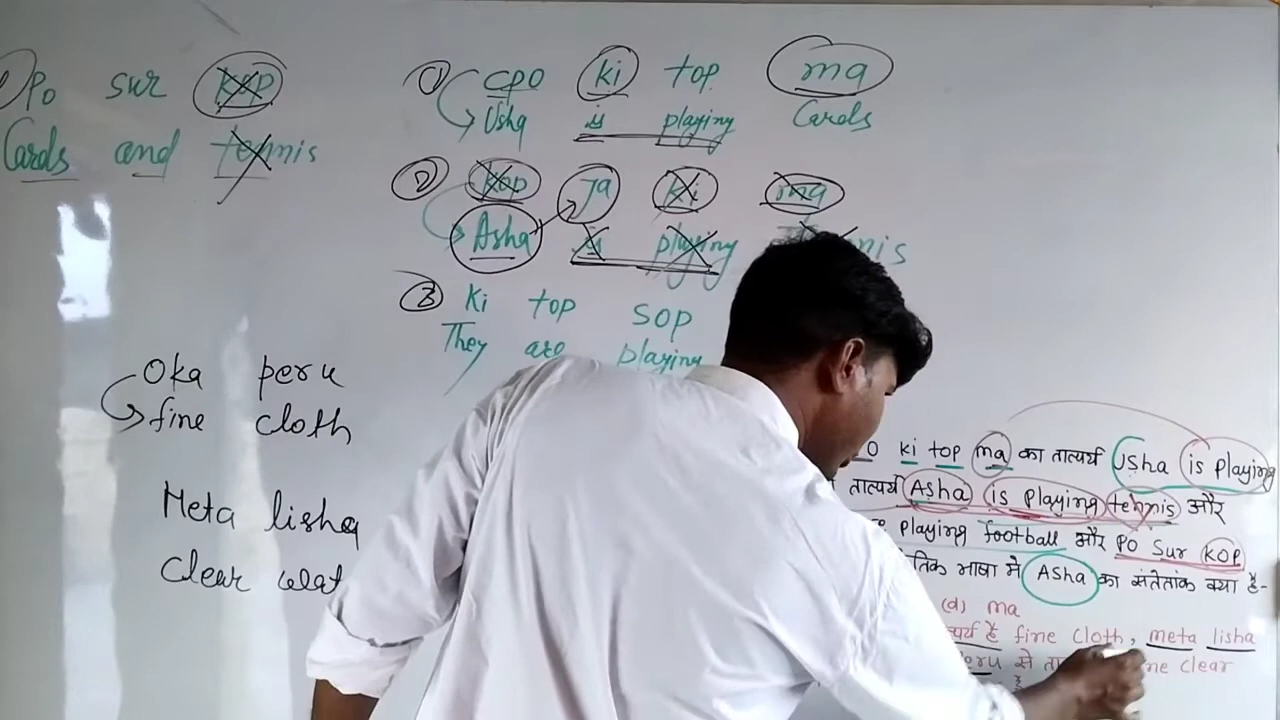 Po sur Kop
Cards and tennis
① cpo ki top ma
Usha is playing Cards
② Kop Ja ki ma
Asha is playing
③ Ki top sop
They are playing
Oka peru
fine cloth
Meta lisha
Clear
ki top ma का तात्पर्य Usha is playing
तात्पर्य Asha is playing tennis और
playing football और Po Sur KOP
भाषा में Asha का संतेतांक क्या है-
(d) ma
है fine cloth, meta lisha
से clear